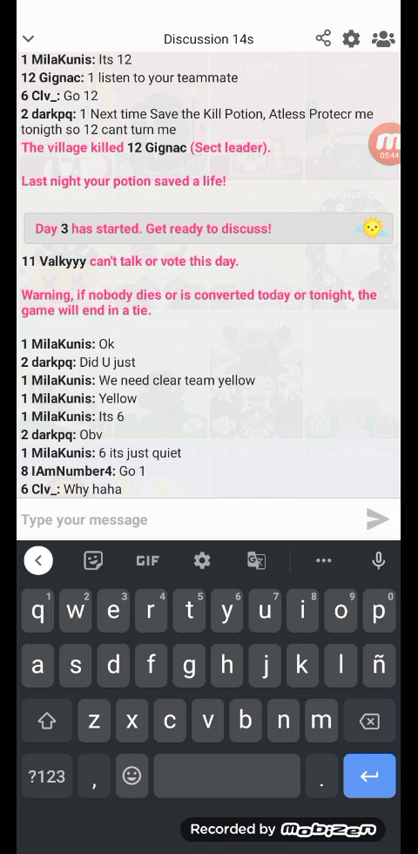 Discussion 14s
1 MilaKunis: Its 12
12 Gignac: 1 listen to your teammate
6 Clv_: Go 12
2 darkpq: 1 Next time Save the Kill Potion, Atless Protecr me
tonigth so 12 cant turn me
The village killed 12 Gignac (Sect leader).
05:44
Last night your potion saved a life!
Day 3 has started. Get ready to discuss!
11 Valkyyy can't talk or vote this day.
Warning, if nobody dies or is converted today or tonight, the
game will end in a tie.
1 MilaKunis: Ok
2 darkpq: Did U just
1 MilaKunis: We need clear team yellow
1 MilaKunis: Yellow
1 MilaKunis: Its 6
2 darkpq: Obv
1 MilaKunis: 6 its just quiet
8 IAmNumber4: Go 1
6 Clv_: Why haha
Type your message
GIF
1 2 3 4 5 6 7 8 9 0
q w e r t y u i o p
a s d f g h j k l ñ
z x c v b n m
?123 , .
Recorded by mobizen